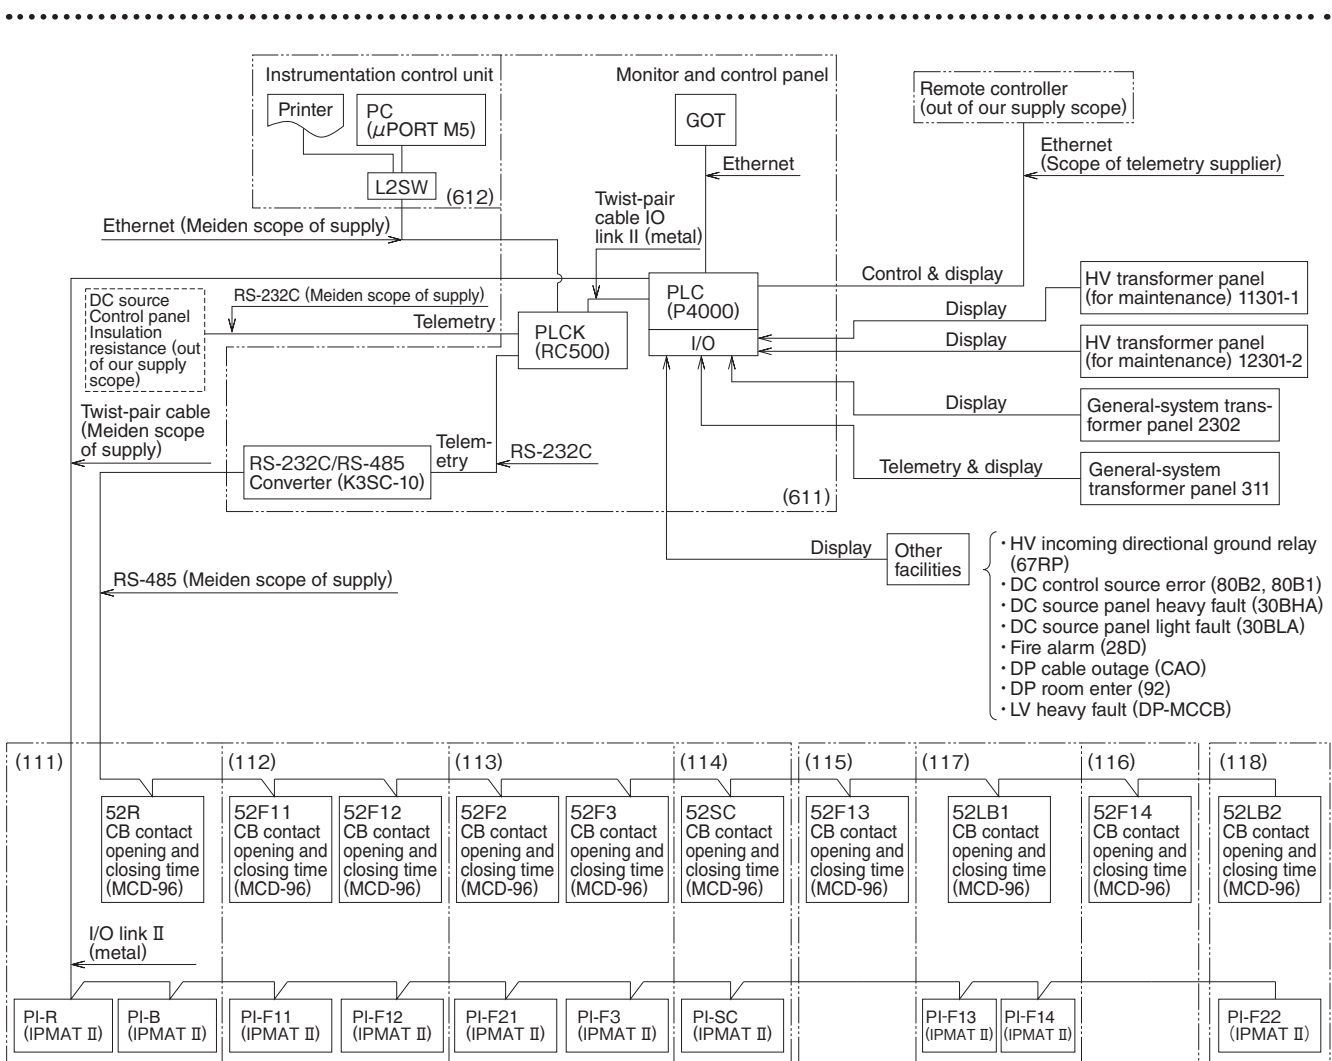 Instrumentation control unit
Monitor and control panel
Printer
PC
(μPORT M5)
GOT
Remote controller
(out of our supply scope)
L2SW
(612)
Ethernet
Ethernet
(Scope of telemetry supplier)
Ethernet (Meiden scope of supply)
Twist-pair
cable IO
link II (metal)
Control & display
PLC
(P4000)
I/O
HV transformer panel
(for maintenance) 11301-1
Display
DC source
Control panel
Insulation
resistance (out
of our supply
scope)
RS-232C (Meiden scope of supply)
Telemetry
PLCK
(RC500)
HV transformer panel
(for maintenance) 12301-2
Display
General-system trans-
former panel 2302
Display
Twist-pair cable
(Meiden scope
of supply)
RS-232C/RS-485
Converter (K3SC-10)
Telem-
etry
RS-232C
General-system
transformer panel 311
Telemetry & display
(611)
Display
Other
facilities
・HV incoming directional ground relay
(67RP)
・DC control source error (80B2, 80B1)
・DC source panel heavy fault (30BHA)
・DC source panel light fault (30BLA)
・Fire alarm (28D)
・DP cable outage (CAO)
・DP room enter (92)
・LV heavy fault (DP-MCCB)
RS-485 (Meiden scope of supply)
(111)
(112)
(113)
(114)
(115)
(117)
(116)
(118)
52R
CB contact
opening and
closing time
(MCD-96)
52F11
CB contact
opening and
closing time
(MCD-96)
52F12
CB contact
opening and
closing time
(MCD-96)
52F2
CB contact
opening and
closing time
(MCD-96)
52F3
CB contact
opening and
closing time
(MCD-96)
52SC
CB contact
opening and
closing time
(MCD-96)
52F13
CB contact
opening and
closing time
(MCD-96)
52LB1
CB contact
opening and
closing time
(MCD-96)
52F14
CB contact
opening and
closing time
(MCD-96)
52LB2
CB contact
opening and
closing time
(MCD-96)
I/O link Ⅱ
(metal)
PI-R
(IPMAT Ⅱ)
PI-B
(IPMAT Ⅱ)
PI-F11
(IPMAT Ⅱ)
PI-F12
(IPMAT Ⅱ)
PI-F21
(IPMAT Ⅱ)
PI-F3
(IPMAT Ⅱ)
PI-SC
(IPMAT Ⅱ)
PI-F13
(IPMAT Ⅱ)
PI-F14
(IPMAT Ⅱ)
PI-F22
(IPMAT Ⅱ)